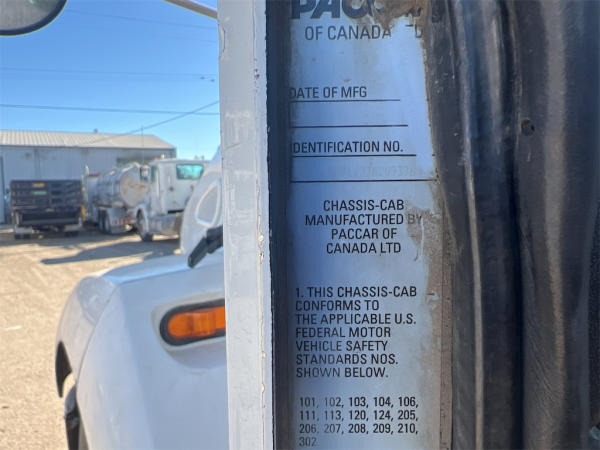 PACCAR
OF CANADA
DATE OF MFG
IDENTIFICATION NO.
CHASSIS-CAB
MANUFACTURED BY
PACCAR OF
CANADA LTD
1. THIS CHASSIS-CAB
CONFORMS TO
THE APPLICABLE U.S.
FEDERAL MOTOR
VEHICLE SAFETY
STANDARDS NOS.
SHOWN BELOW.
101, 102, 103, 104, 106,
111, 113, 120, 124, 205,
206, 207, 208, 209, 210,
302